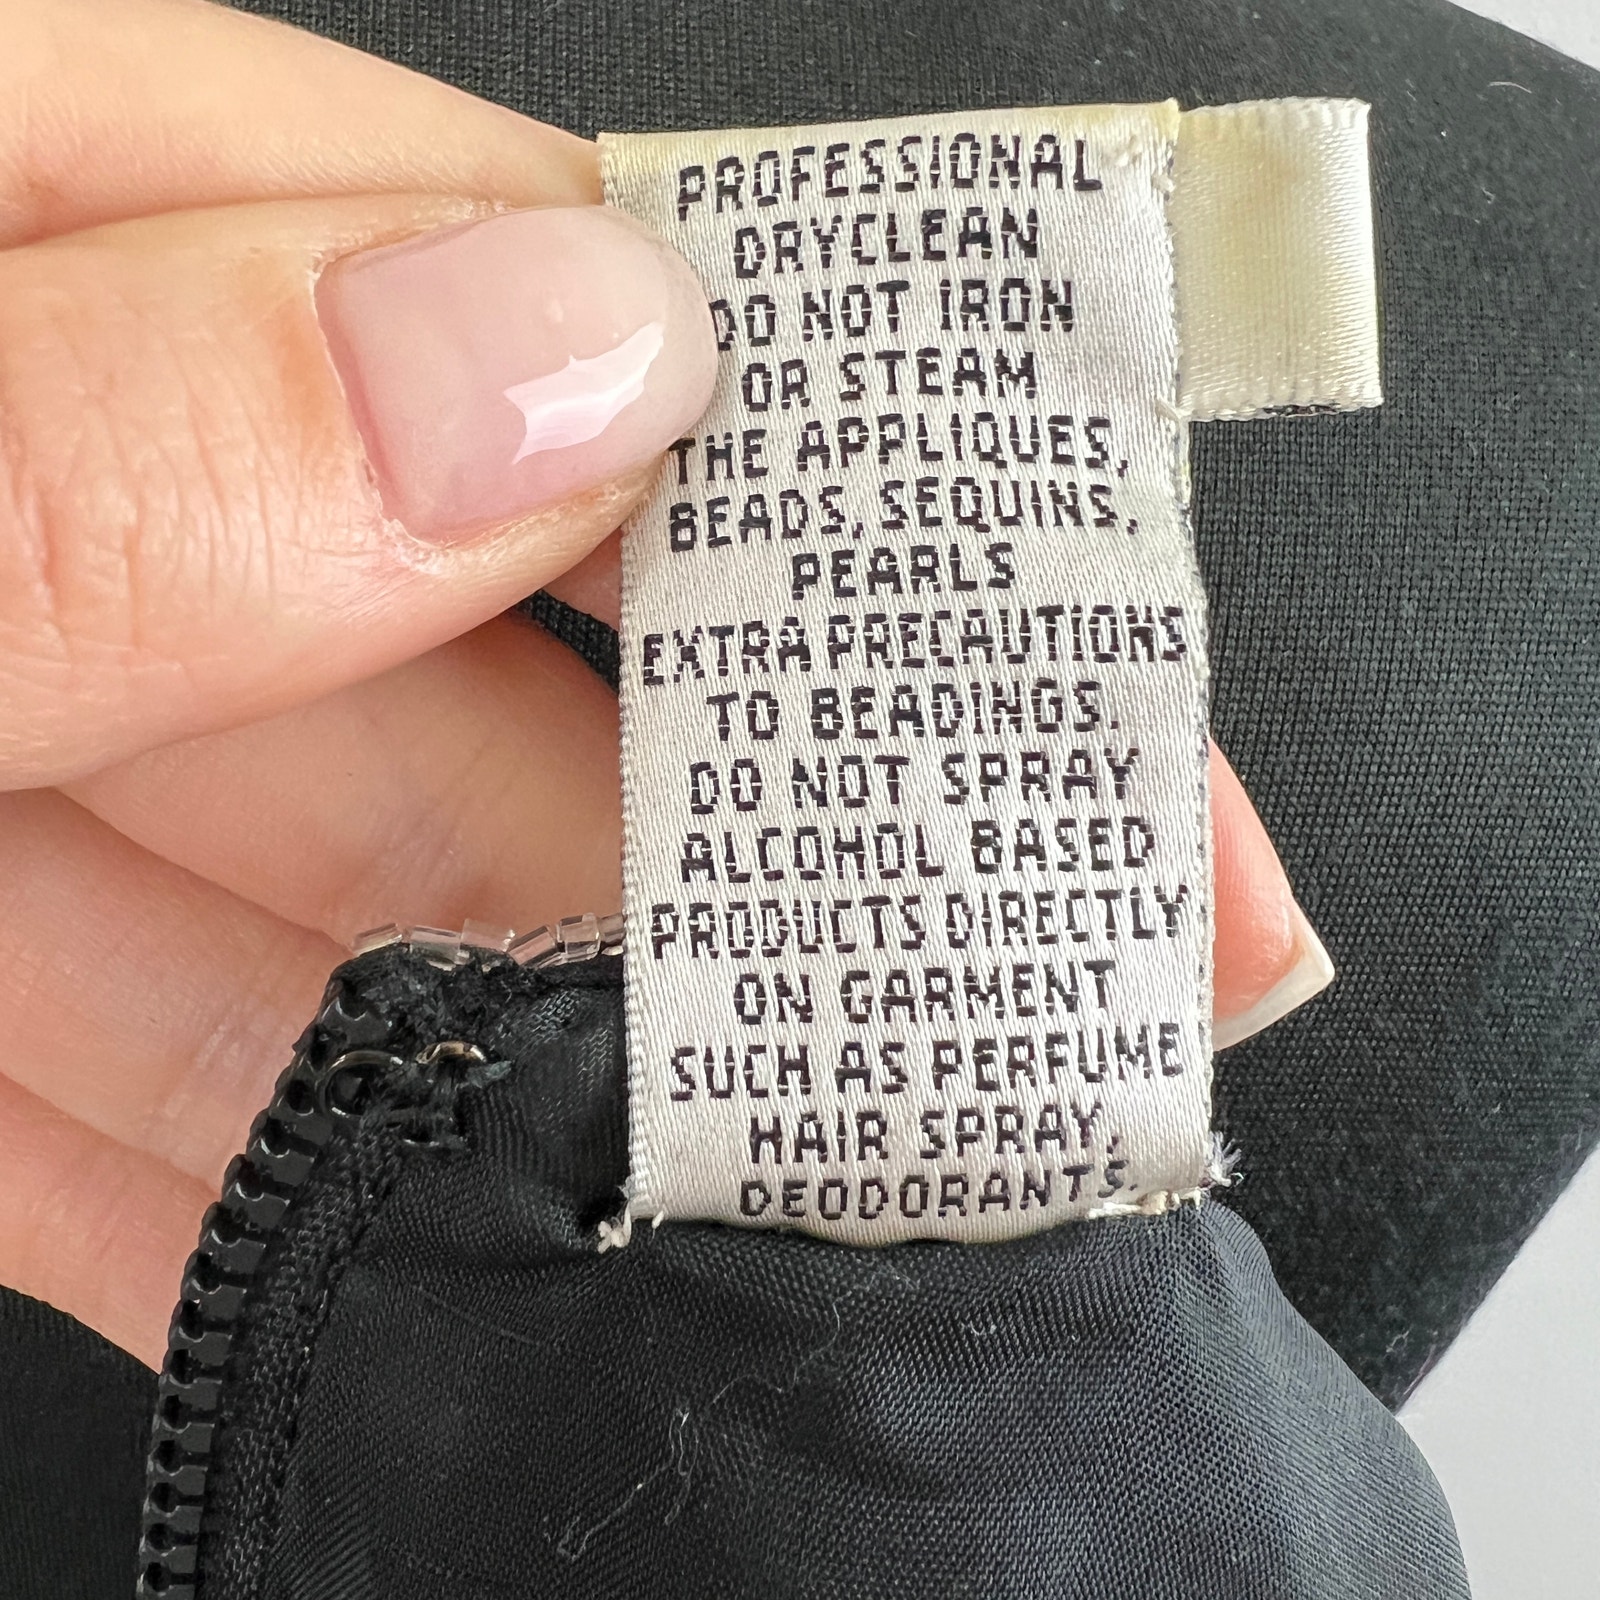 PROFESSIONAL
DRYCLEAN
DO NOT IRON
OR STEAM
THE APPLIQUES,
BEADS, SEQUINS,
PEARLS
EXTRA PRECAUTIONS
TO BEADINGS.
DO NOT SPRAY
ALCOHOL BASED
PRODUCTS DIRECTLY
ON GARMENT
SUCH AS PERFUME
HAIR SPRAY,
DEODORANTS.